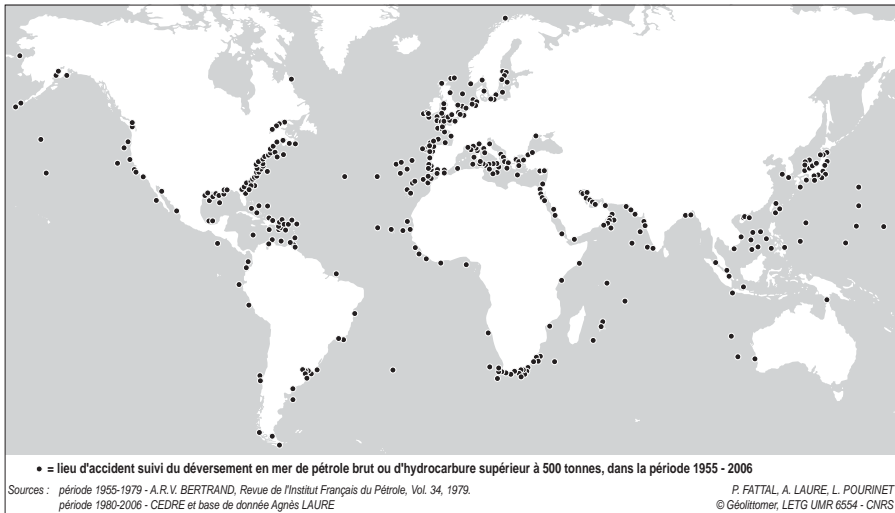 • = lieu d'accident suivi du déversement en mer de pétrole brut ou d'hydrocarbure supérieur à 500 tonnes, dans la période 1955 - 2006
Sources : période 1955-1979 - A.R.V. BERTRAND, Revue de l'Institut Français du Pétrole, Vol. 34, 1979.
période 1980-2006 - CEDRE et base de donnée Agnès LAURE
P. FATTAL, A. LAURE, L. POURINET
© Géolittomer, LETG UMR 6554 - CNRS